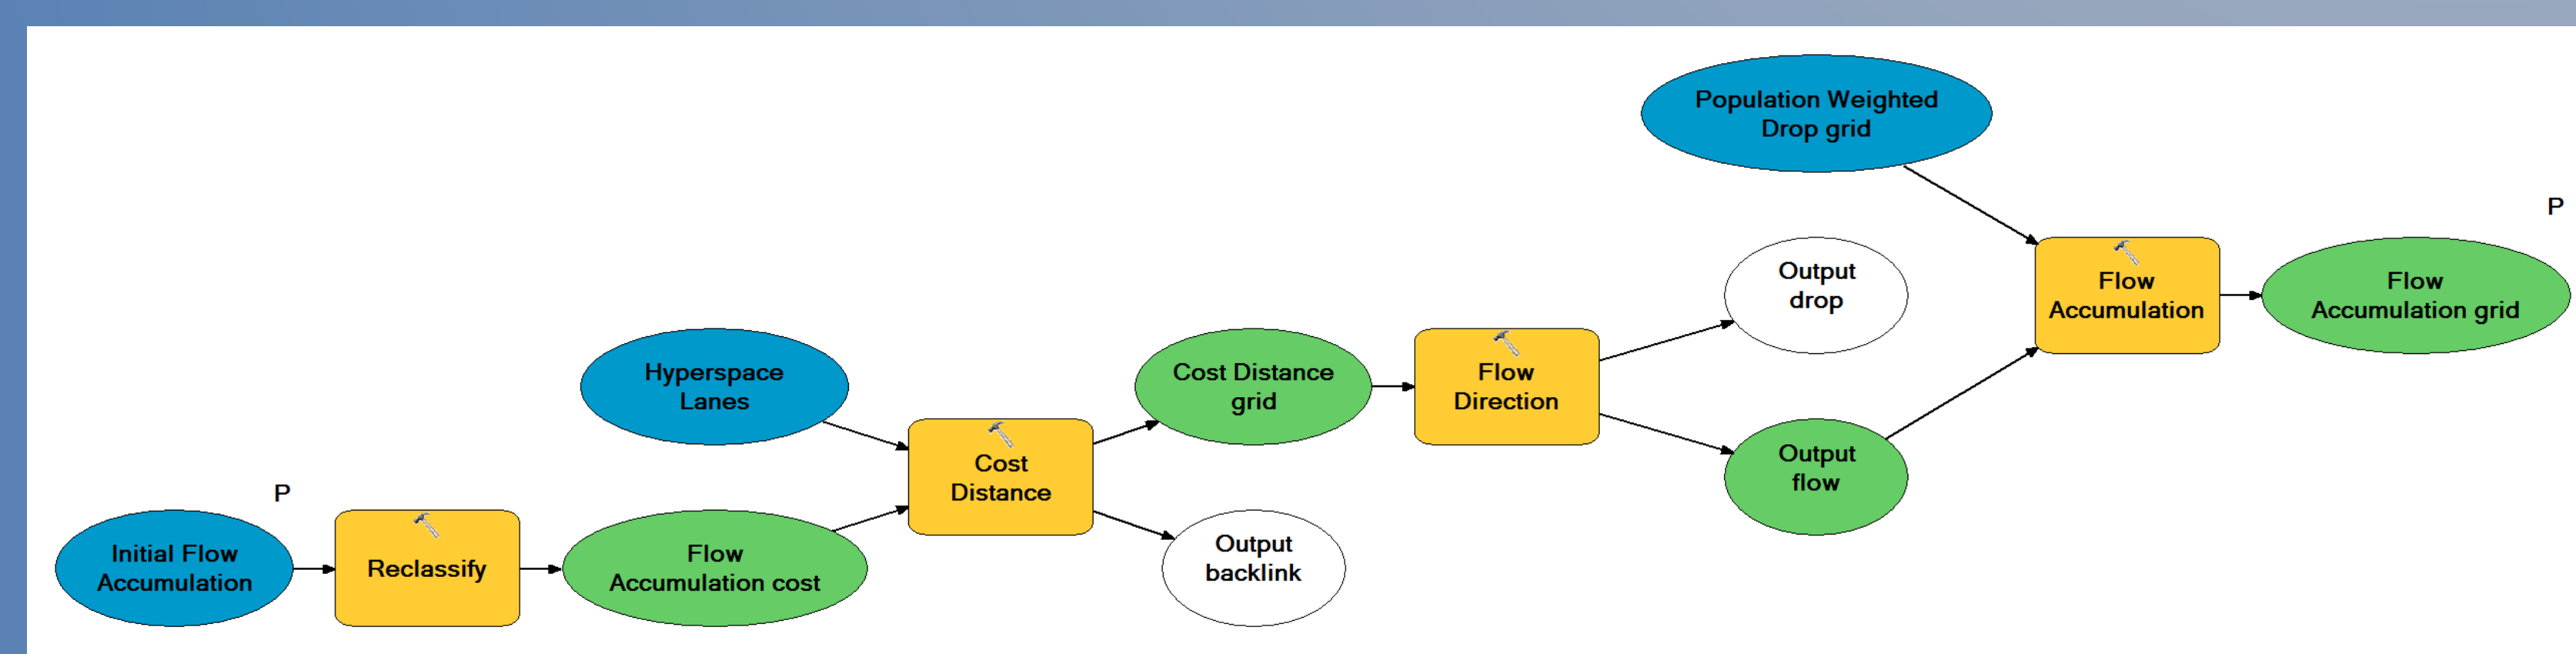 Population Weighted
Drop grid
P
Output
drop
Flow
Accumulation
Flow
Accumulation grid
Hyperspace
Lanes
Cost Distance
grid
Flow
Direction
Cost
Distance
Output
flow
P
Initial Flow
Accumulation
Reclassify
Flow
Accumulation cost
Output
backlink